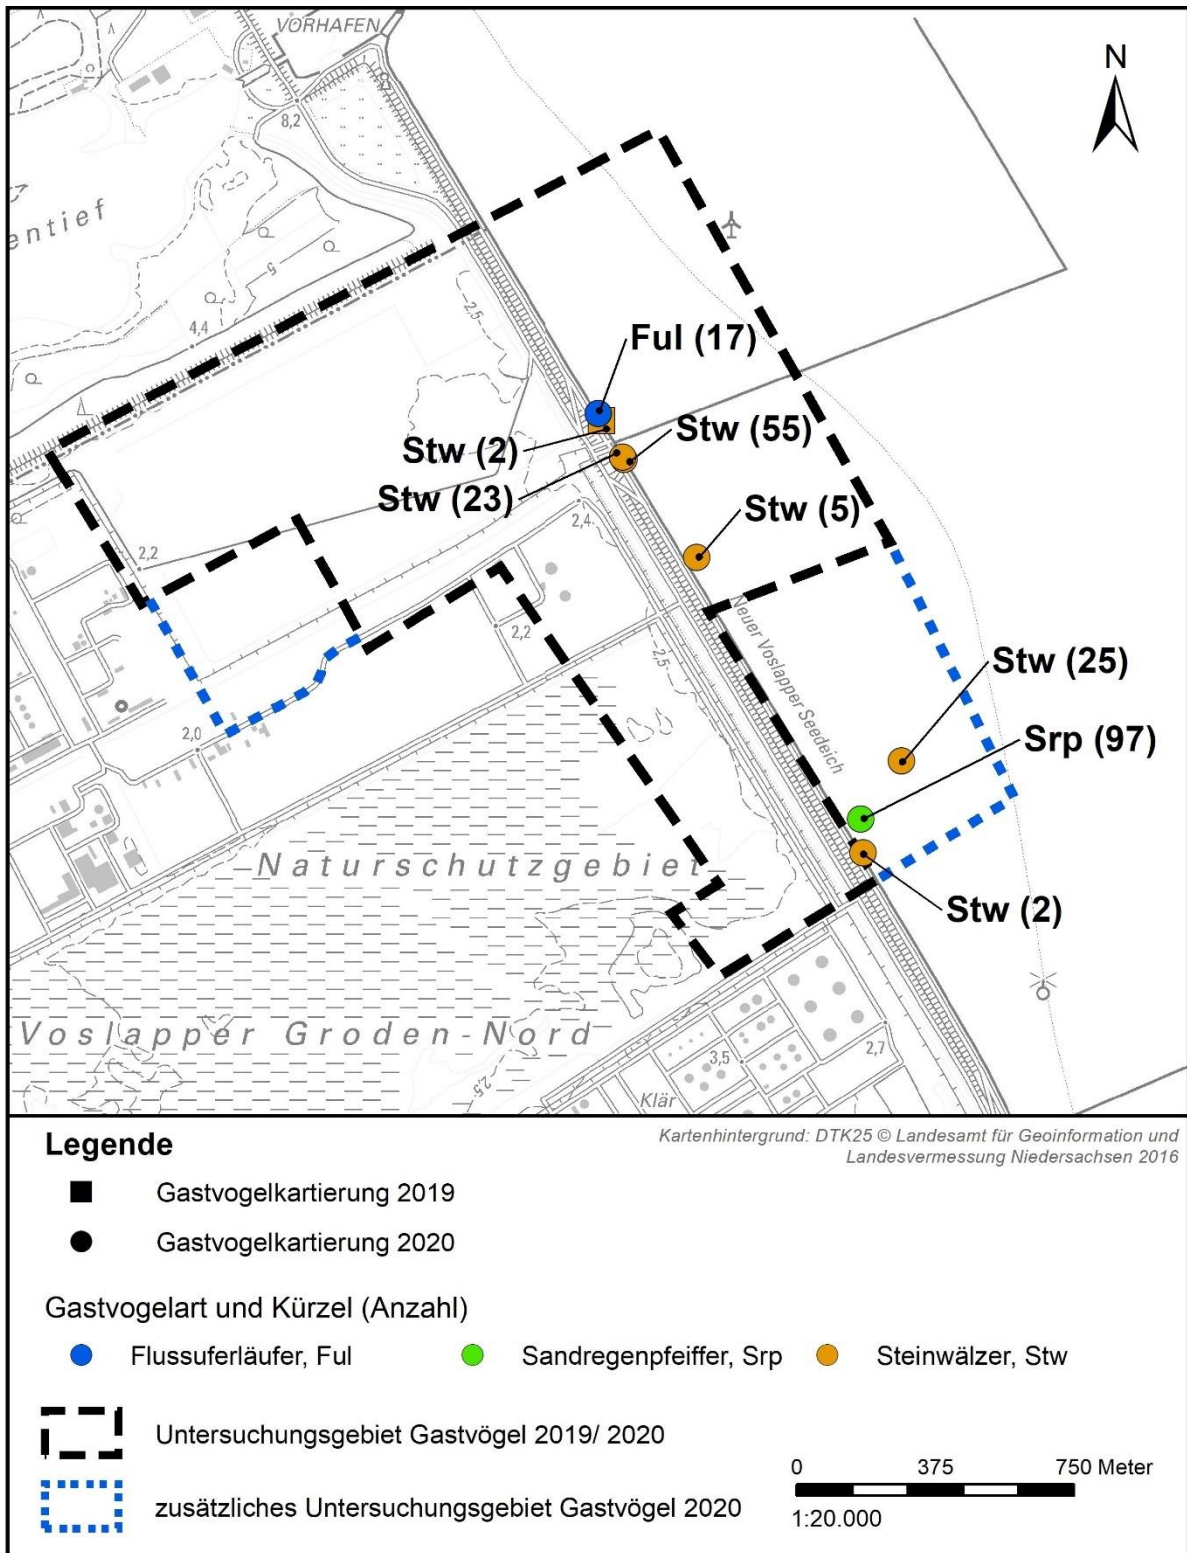 VORHAFEN
N
8,2
entief
2,5
5
4,4
Ful (17)
Stw (55)
Stw (2)
Stw (23)
Stw (5)
2,4
2,2
2,2
2,5
Neuer Voslapper Seedeich
Stw (25)
Srp (97)
2,0
Naturschutzgebiet
Stw (2)
Voslapper Groden-Nord
2,5
3,5
2,7
Klär
Legende
Kartenhintergrund: DTK25 © Landesamt für Geoinformation und
Landesvermessung Niedersachsen 2016
Gastvogelkartierung 2019
Gastvogelkartierung 2020
Gastvogelart und Kürzel (Anzahl)
Flussuferläufer, Ful
Sandregenpfeiffer, Srp
Steinwälzer, Stw
Untersuchungsgebiet Gastvögel 2019/ 2020
zusätzliches Untersuchungsgebiet Gastvögel 2020
0 375 750 Meter
1:20.000